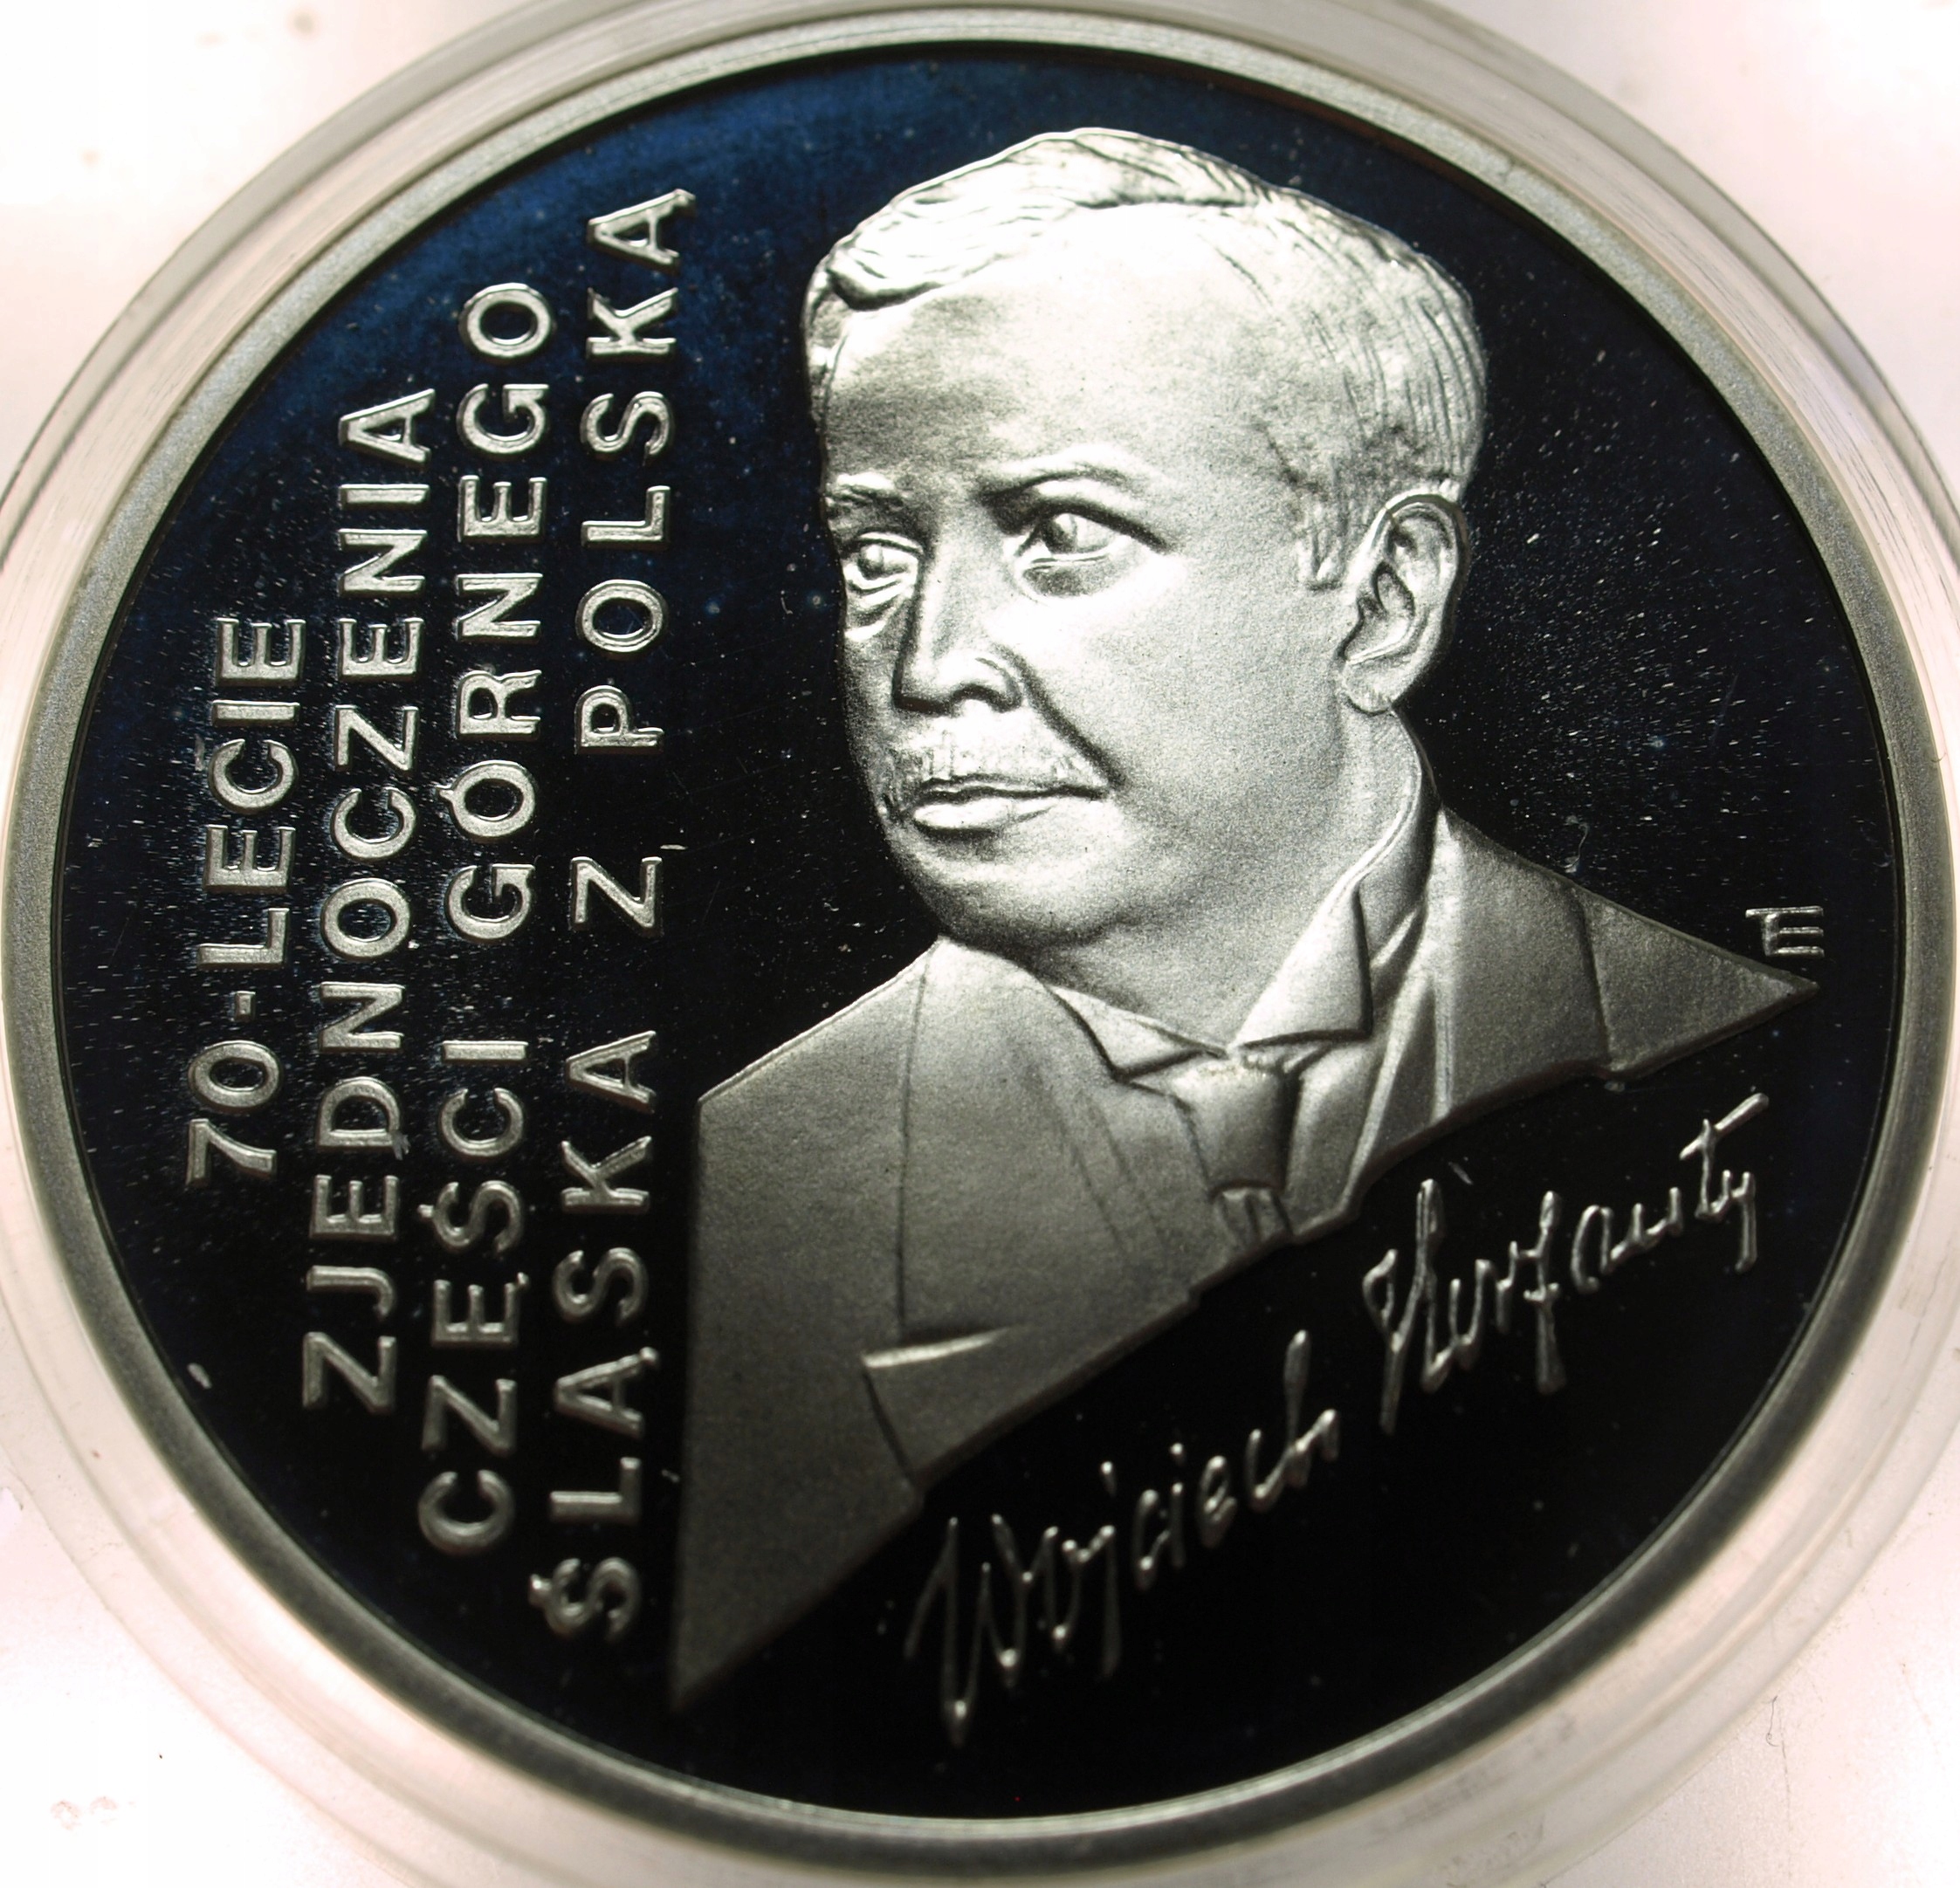 70-LECIE
ZJEDNOCZENIA
CZĘŚCI GÓRNEGO
ŚLĄSKA Z POLSKĄ
Wojciech Korfanty